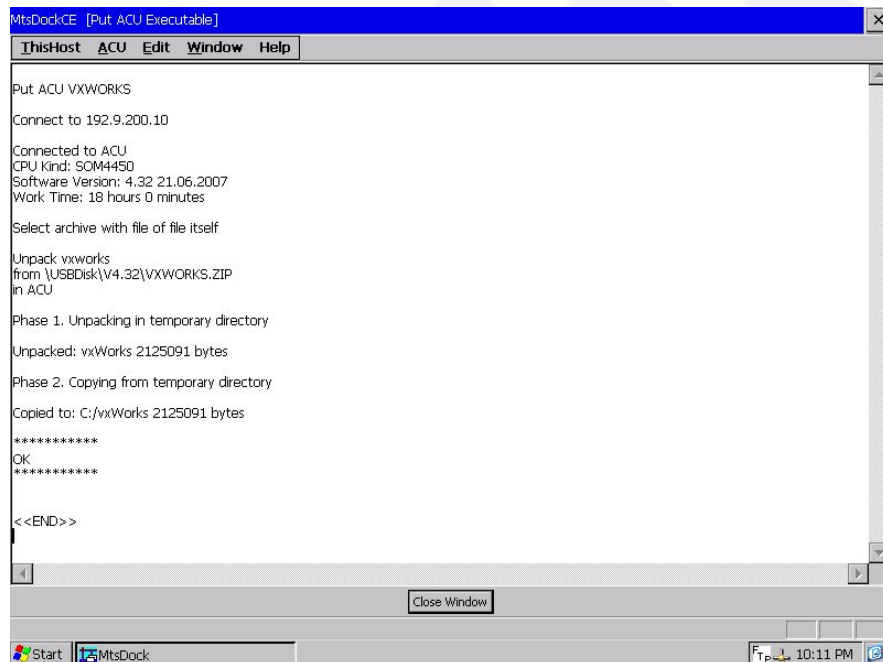 MtsDockCE [Put ACU Executable]
ThisHost ACU Edit Window Help
Put ACU VXWORKS
Connect to 192.9.200.10
Connected to ACU
CPU Kind: SOM4450
Software Version: 4.32 21.06.2007
Work Time: 18 hours 0 minutes
Select archive with file of file itself
Unpack vxworks
from \USBDisk\V4.32\VXWORKS.ZIP
in ACU
Phase 1. Unpacking in temporary directory
Unpacked: vxWorks 2125091 bytes
Phase 2. Copying from temporary directory
Copied to: C:/vxWorks 2125091 bytes
***********
OK
***********
<<END>>
Close Window
Start MtsDock FTP 10:11 PM